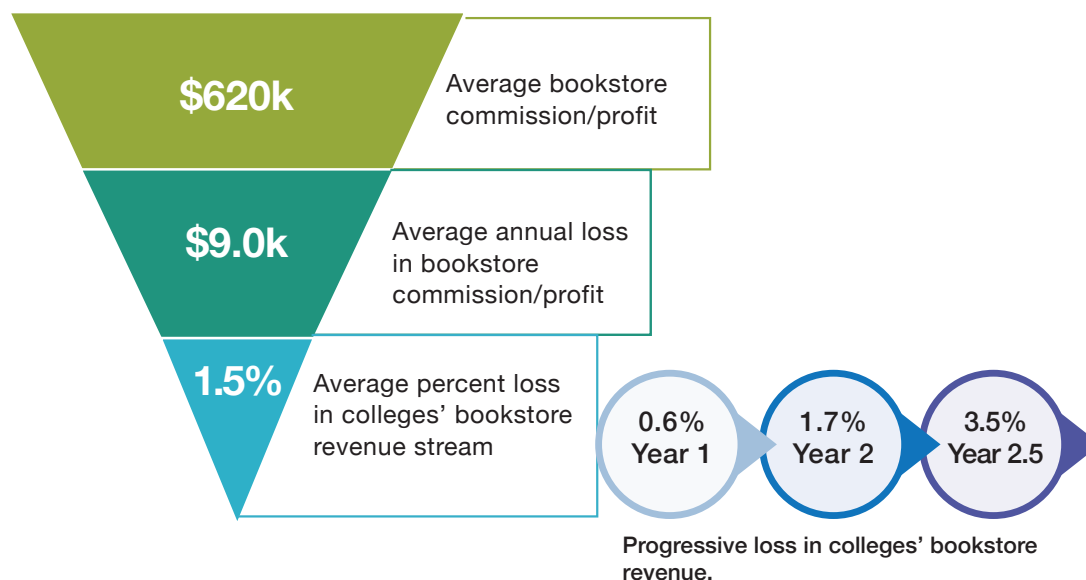 $620k
Average bookstore
commission/profit
$9.0k
Average annual loss
in bookstore
commission/profit
1.5%
Average percent loss
in colleges’ bookstore
revenue stream
0.6%
Year 1
1.7%
Year 2
3.5%
Year 2.5
Progressive loss in colleges’ bookstore
revenue.